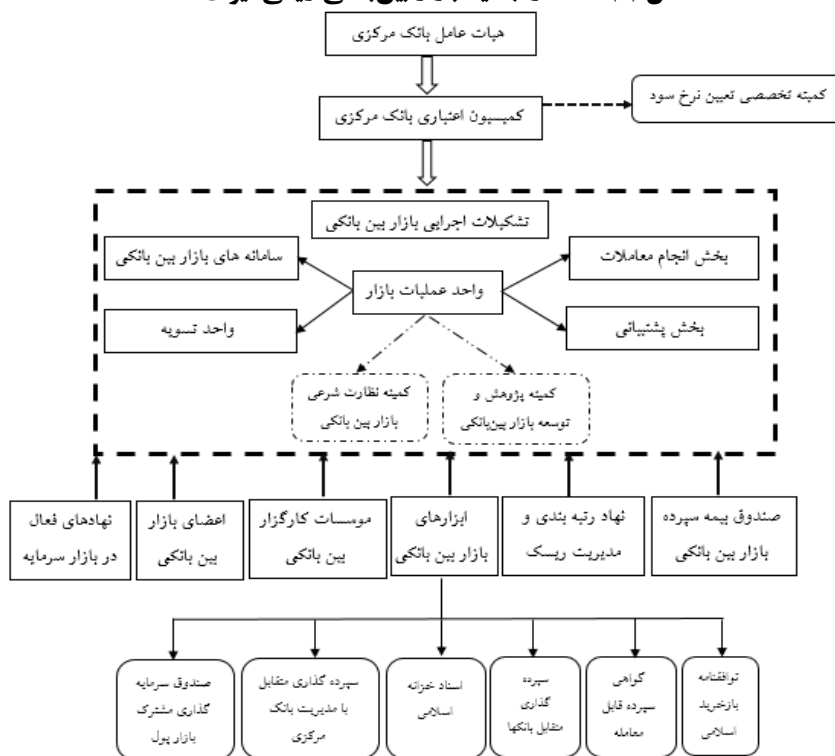 هیات عامل بانک مرکزی
کمیته تخصصی تعیین نرخ سود
کمیسیون اعتباری بانک مرکزی
تشکیلات اجرایی بازار بین بانکی
بخش انجام معاملات
سامانه های بازار بین بانکی
واحد عملیات بازار
بخش پشتیبانی
واحد تسویه
کمیته پژوهش و
توسعه بازار بین‌بانکی
کمیته نظارت شرعی
بازار بین بانکی
صندوق بیمه سپرده
بازار بین بانکی
نهاد رتبه بندی و
مدیریت ریسک
ابزارهای
بازار بین بانکی
موسسات کارگزار
بین بانکی
اعضای بازار
بین بانکی
نهادهای فعال
در بازار سرمایه
توافقنامه
بازخرید
اسلامی
گواهی
سپرده قابل
معامله
سپرده
گذاری
متقابل بانکها
اسناد خزانه
اسلامی
سپرده گذاری متقابل
با مدیریت بانک
مرکزی
صندوق سرمایه
گذاری مشترک
بازار پول